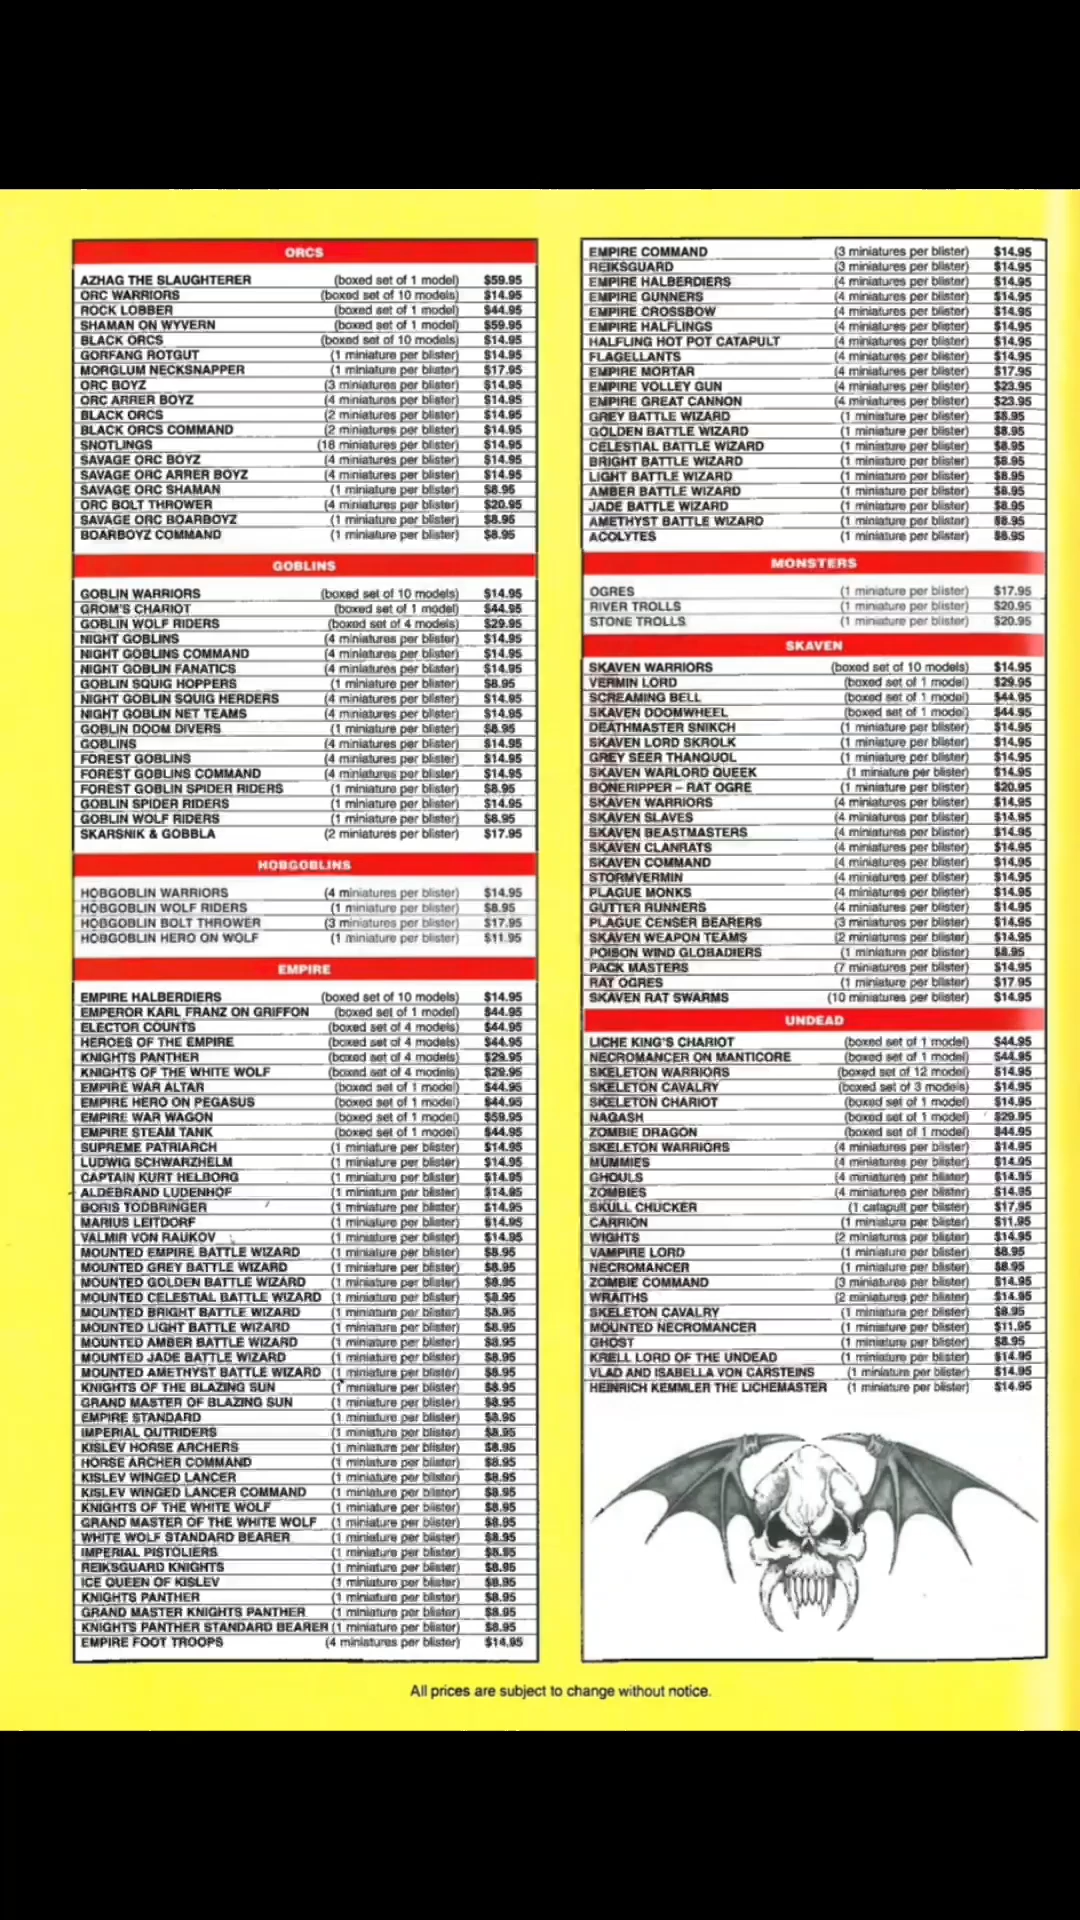 ORCS
AZHAG THE SLAUGHTERER (boxed set of 1 model) $59.95
ORC WARRIORS (boxed set of 10 models) $14.95
ROCK LOBBER (boxed set of 1 model) $44.95
SHAMAN ON WYVERN (boxed set of 1 model) $59.95
BLACK ORCS (boxed set of 10 models) $14.95
GORFANG ROTGUT (1 miniature per blister) $14.95
MORGLUM NECKSNAPPER (1 miniature per blister) $17.95
ORC BOYZ (3 miniatures per blister) $14.95
ORC ARRER BOYZ (4 miniatures per blister) $14.95
BLACK ORCS (2 miniatures per blister) $14.95
BLACK ORCS COMMAND (2 miniatures per blister) $14.95
SNOTLINGS (18 miniatures per blister) $14.95
SAVAGE ORC BOYZ (4 miniatures per blister) $14.95
SAVAGE ORC ARRER BOYZ (4 miniatures per blister) $14.95
SAVAGE ORC SHAMAN (1 miniature per blister) $8.95
ORC BOLT THROWER (4 miniatures per blister) $20.95
SAVAGE ORC BOARBOYZ (1 miniature per blister) $8.95
BOARBOYZ COMMAND (1 miniature per blister) $8.95
GOBLINS
GOBLIN WARRIORS (boxed set of 10 models) $14.95
GROM'S CHARIOT (boxed set of 1 model) $44.95
GOBLIN WOLF RIDERS (boxed set of 4 models) $29.95
NIGHT GOBLINS (4 miniatures per blister) $14.95
NIGHT GOBLINS COMMAND (4 miniatures per blister) $14.95
NIGHT GOBLIN FANATICS (4 miniatures per blister) $14.95
GOBLIN SQUIG HOPPERS (1 miniature per blister) $8.95
NIGHT GOBLIN SQUIG HERDERS (4 miniatures per blister) $14.95
NIGHT GOBLIN NET TEAMS (4 miniatures per blister) $14.95
GOBLIN DOOM DIVERS (1 miniature per blister) $8.95
GOBLINS (4 miniatures per blister) $14.95
FOREST GOBLINS (4 miniatures per blister) $14.95
FOREST GOBLINS COMMAND (4 miniatures per blister) $14.95
FOREST GOBLIN SPIDER RIDERS (1 miniature per blister) $8.95
GOBLIN SPIDER RIDERS (1 miniature per blister) $14.95
GOBLIN WOLF RIDERS (1 miniature per blister) $8.95
SKARSNIK & GOBBLA (2 miniatures per blister) $17.95
HOBGOBLINS
HOBGOBLIN WARRIORS (4 miniatures per blister) $14.95
HOBGOBLIN WOLF RIDERS (1 miniature per blister) $8.95
HOBGOBLIN BOLT THROWER (3 miniatures per blister) $17.95
HOBGOBLIN HERO ON WOLF (1 miniature per blister) $11.95
EMPIRE
EMPIRE HALBERDIERS (boxed set of 10 models) $14.95
EMPEROR KARL FRANZ ON GRIFFON (boxed set of 1 model) $44.95
ELECTOR COUNTS (boxed set of 4 models) $44.95
HEROES OF THE EMPIRE (boxed set of 4 models) $44.95
KNIGHTS PANTHER (boxed set of 4 models) $29.95
KNIGHTS OF THE WHITE WOLF (boxed set of 4 models) $29.95
EMPIRE WAR ALTAR (boxed set of 1 model) $44.95
EMPIRE HERO ON PEGASUS (boxed set of 1 model) $44.95
EMPIRE WAR WAGON (boxed set of 1 model) $59.95
EMPIRE STEAM TANK (boxed set of 1 model) $44.95
SUPREME PATRIARCH (1 miniature per blister) $14.95
LUDWIG SCHWARZHELM (1 miniature per blister) $14.95
CAPTAIN KURT HELBORG (1 miniature per blister) $14.95
ALDEBRAND LUDENHOF (1 miniature per blister) $14.95
BORIS TODBRINGER (1 miniature per blister) $14.95
MARIUS LEITDORF (1 miniature per blister) $14.95
VALMIR VON RAUKOV (1 miniature per blister) $14.95
MOUNTED EMPIRE BATTLE WIZARD (1 miniature per blister) $8.95
MOUNTED GREY BATTLE WIZARD (1 miniature per blister) $8.95
MOUNTED GOLDEN BATTLE WIZARD (1 miniature per blister) $8.95
MOUNTED CELESTIAL BATTLE WIZARD (1 miniature per blister) $8.95
MOUNTED BRIGHT BATTLE WIZARD (1 miniature per blister) $8.95
MOUNTED LIGHT BATTLE WIZARD (1 miniature per blister) $8.95
MOUNTED AMBER BATTLE WIZARD (1 miniature per blister) $8.95
MOUNTED JADE BATTLE WIZARD (1 miniature per blister) $8.95
MOUNTED AMETHYST BATTLE WIZARD (1 miniature per blister) $8.95
KNIGHTS OF THE BLAZING SUN (1 miniature per blister) $8.95
GRAND MASTER OF BLAZING SUN (1 miniature per blister) $8.95
EMPIRE STANDARD (1 miniature per blister) $8.95
IMPERIAL OUTRIDERS (1 miniature per blister) $8.95
KISLEV HORSE ARCHERS (1 miniature per blister) $8.95
HORSE ARCHER COMMAND (1 miniature per blister) $8.95
KISLEV WINGED LANCER (1 miniature per blister) $8.95
KISLEV WINGED LANCER COMMAND (1 miniature per blister) $8.95
KNIGHTS OF THE WHITE WOLF (1 miniature per blister) $8.95
GRAND MASTER OF THE WHITE WOLF (1 miniature per blister) $8.95
WHITE WOLF STANDARD BEARER (1 miniature per blister) $8.95
IMPERIAL PISTOLIERS (1 miniature per blister) $8.95
REIKSGUARD KNIGHTS (1 miniature per blister) $8.95
ICE QUEEN OF KISLEV (1 miniature per blister) $8.95
KNIGHTS PANTHER (1 miniature per blister) $8.95
GRAND MASTER KNIGHTS PANTHER (1 miniature per blister) $8.95
KNIGHTS PANTHER STANDARD BEARER (1 miniature per blister) $8.95
EMPIRE FOOT TROOPS (4 miniatures per blister) $14.95
EMPIRE COMMAND (3 miniatures per blister) $14.95
REIKSGUARD (3 miniatures per blister) $14.95
EMPIRE HALBERDIERS (4 miniatures per blister) $14.95
EMPIRE GUNNERS (4 miniatures per blister) $14.95
EMPIRE CROSSBOW (4 miniatures per blister) $14.95
EMPIRE HALFLINGS (4 miniatures per blister) $14.95
HALFLING HOT POT CATAPULT (4 miniatures per blister) $14.95
FLAGELLANTS (4 miniatures per blister) $14.95
EMPIRE MORTAR (4 miniatures per blister) $17.95
EMPIRE VOLLEY GUN (4 miniatures per blister) $23.95
EMPIRE GREAT CANNON (4 miniatures per blister) $23.95
GREY BATTLE WIZARD (1 miniature per blister) $8.95
GOLDEN BATTLE WIZARD (1 miniature per blister) $8.95
CELESTIAL BATTLE WIZARD (1 miniature per blister) $8.95
BRIGHT BATTLE WIZARD (1 miniature per blister) $8.95
LIGHT BATTLE WIZARD (1 miniature per blister) $8.95
AMBER BATTLE WIZARD (1 miniature per blister) $8.95
JADE BATTLE WIZARD (1 miniature per blister) $8.95
AMETHYST BATTLE WIZARD (1 miniature per blister) $8.95
ACOLYTES (1 miniature per blister) $8.95
MONSTERS
OGRES (1 miniature per blister) $17.95
RIVER TROLLS (1 miniature per blister) $20.95
STONE TROLLS (1 miniature per blister) $20.95
SKAVEN
SKAVEN WARRIORS (boxed set of 10 models) $14.95
VERMIN LORD (boxed set of 1 model) $29.95
SCREAMING BELL (boxed set of 1 model) $44.95
SKAVEN DOOMWHEEL (boxed set of 1 model) $44.95
DEATHMASTER SNIKCH (1 miniature per blister) $14.95
SKAVEN LORD SKROLK (1 miniature per blister) $14.95
GREY SEER THANQUOL (1 miniature per blister) $14.95
SKAVEN WARLORD QUEEK (1 miniature per blister) $14.95
BONERIPPER – RAT OGRE (1 miniature per blister) $20.95
SKAVEN WARRIORS (4 miniatures per blister) $14.95
SKAVEN SLAVES (4 miniatures per blister) $14.95
SKAVEN BEASTMASTERS (4 miniatures per blister) $14.95
SKAVEN CLANRATS (4 miniatures per blister) $14.95
SKAVEN COMMAND (4 miniatures per blister) $14.95
STORMVERMIN (4 miniatures per blister) $14.95
PLAGUE MONKS (4 miniatures per blister) $14.95
GUTTER RUNNERS (4 miniatures per blister) $14.95
PLAGUE CENSER BEARERS (3 miniatures per blister) $14.95
SKAVEN WEAPON TEAMS (2 miniatures per blister) $14.95
POISON WIND GLOBADIERS (1 miniature per blister) $8.95
PACK MASTERS (7 miniatures per blister) $14.95
RAT OGRES (1 miniature per blister) $17.95
SKAVEN RAT SWARMS (10 miniatures per blister) $14.95
UNDEAD
LICHE KING'S CHARIOT (boxed set of 1 model) $44.95
NECROMANCER ON MANTICORE (boxed set of 1 model) $44.95
SKELETON WARRIORS (boxed set of 12 model) $14.95
SKELETON CAVALRY (boxed set of 3 models) $14.95
SKELETON CHARIOT (boxed set of 1 model) $14.95
NAGASH (boxed set of 1 model) $29.95
ZOMBIE DRAGON (boxed set of 1 model) $44.95
SKELETON WARRIORS (4 miniatures per blister) $14.95
MUMMIES (4 miniatures per blister) $14.95
GHOULS (4 miniatures per blister) $14.95
ZOMBIES (4 miniatures per blister) $14.95
SKULL CHUCKER (1 catapult per blister) $17.95
CARRION (1 miniature per blister) $11.95
WIGHTS (2 miniatures per blister) $14.95
VAMPIRE LORD (1 miniature per blister) $8.95
NECROMANCER (1 miniature per blister) $8.95
ZOMBIE COMMAND (3 miniatures per blister) $14.95
WRAITHS (2 miniatures per blister) $14.95
SKELETON CAVALRY (1 miniature per blister) $8.95
MOUNTED NECROMANCER (1 miniature per blister) $11.95
GHOST (1 miniature per blister) $8.95
KRELL LORD OF THE UNDEAD (1 miniature per blister) $14.95
VLAD AND ISABELLA VON CARSTEINS (1 miniature per blister) $14.95
HEINRICH KEMMLER THE LICHEMASTER (1 miniature per blister) $14.95
All prices are subject to change without notice.